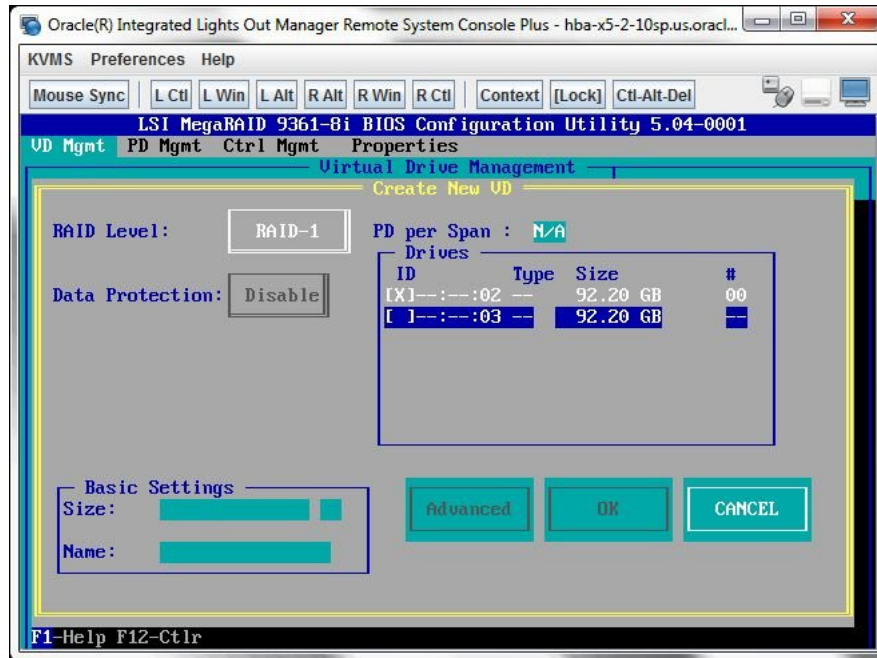 Oracle(R) Integrated Lights Out Manager Remote System Console Plus - hba-x5-2-10sp.us.oracl...
KVMS Preferences Help
Mouse Sync L Ctl L Win L Alt R Alt R Win R Ctl Context [Lock] Ctl-Alt-Del
LSI MegaRAID 9361-8i BIOS Configuration Utility 5.04-0001
VD Mgmt PD Mgmt Ctrl Mgmt Properties
Virtual Drive Management
Create New VD
RAID Level: RAID-1 PD per Span : N/A
Drives
ID Type Size #
[X]--:--:02 -- 92.20 GB 00
Data Protection: Disable
[ ]--:--:03 -- 92.20 GB --
Basic Settings
Size:
Name:
Advanced OK CANCEL
F1-Help F12-Ctlr